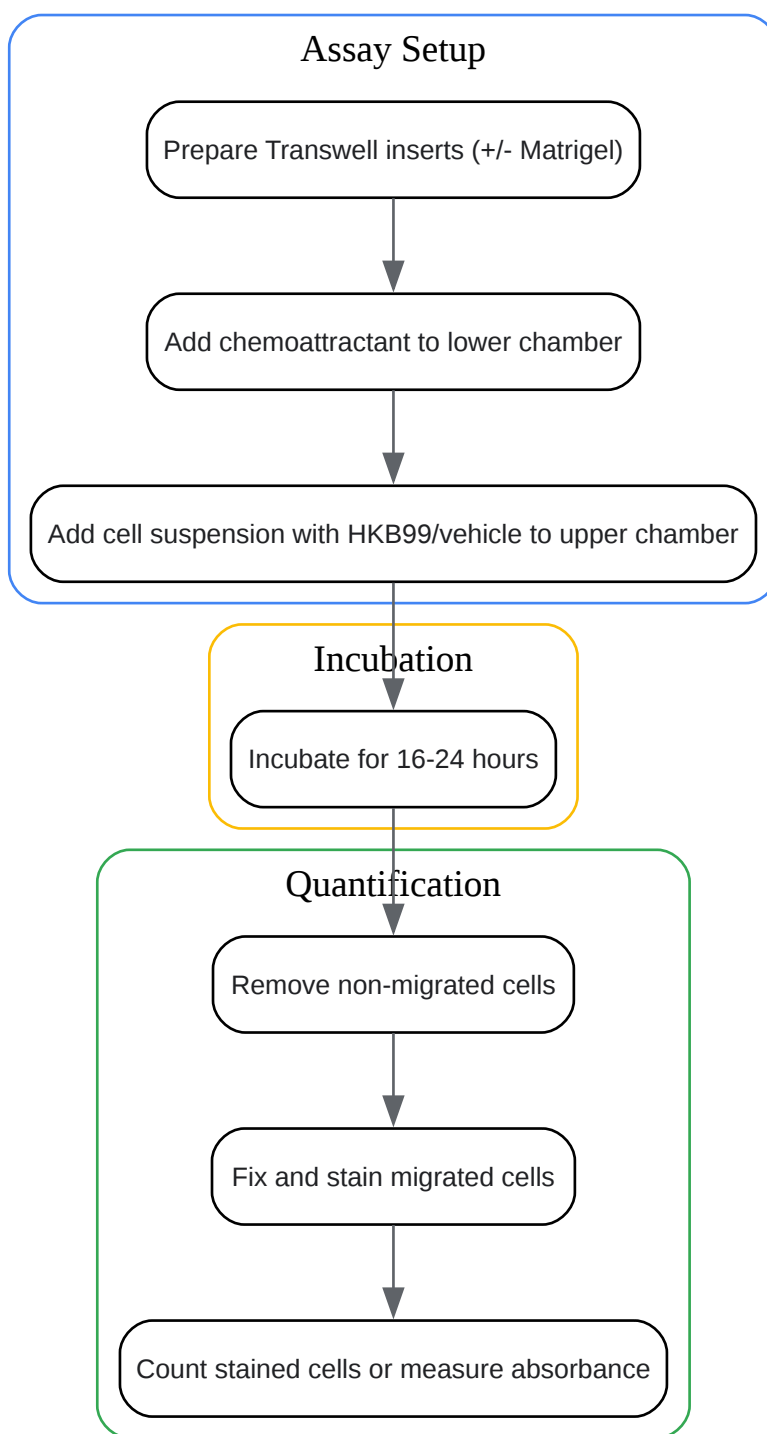 Assay Setup
Prepare Transwell inserts (+/- Matrigel)
Add chemoattractant to lower chamber
Add cell suspension with HKB99/vehicle to upper chamber
Incubation
Incubate for 16-24 hours
Quantification
Remove non-migrated cells
Fix and stain migrated cells
Count stained cells or measure absorbance